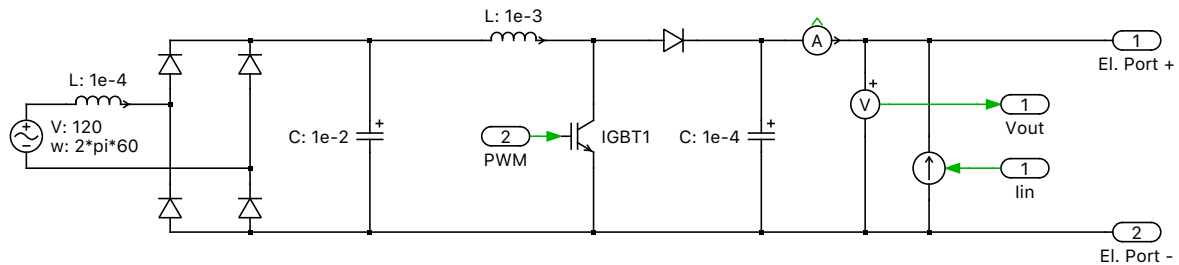 L: 1e-3
1
El. Port +
L: 1e-4
A
+
+
V: 120
w: 2*pi*60
V
1
Vout
C: 1e-2
+
2
PWM
IGBT1
C: 1e-4
+
1
Iin
2
El. Port -